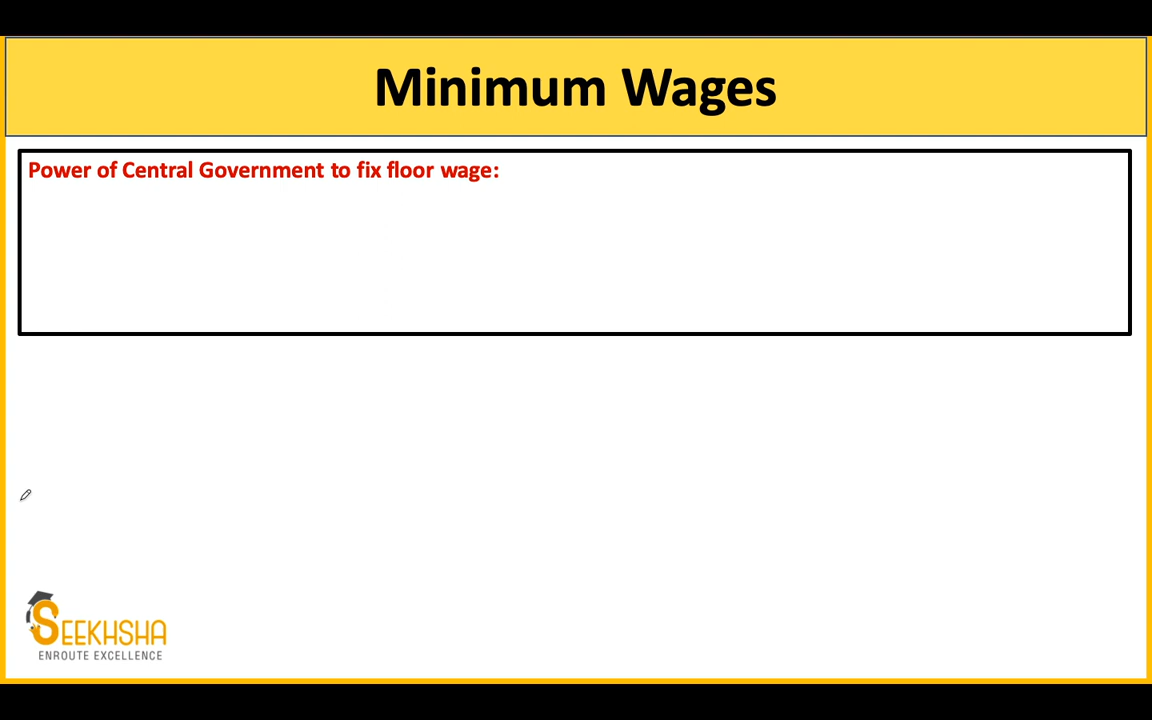 Minimum Wages
Power of Central Government to fix floor wage:
SEEKHSHA
ENROUTE EXCELLENCE